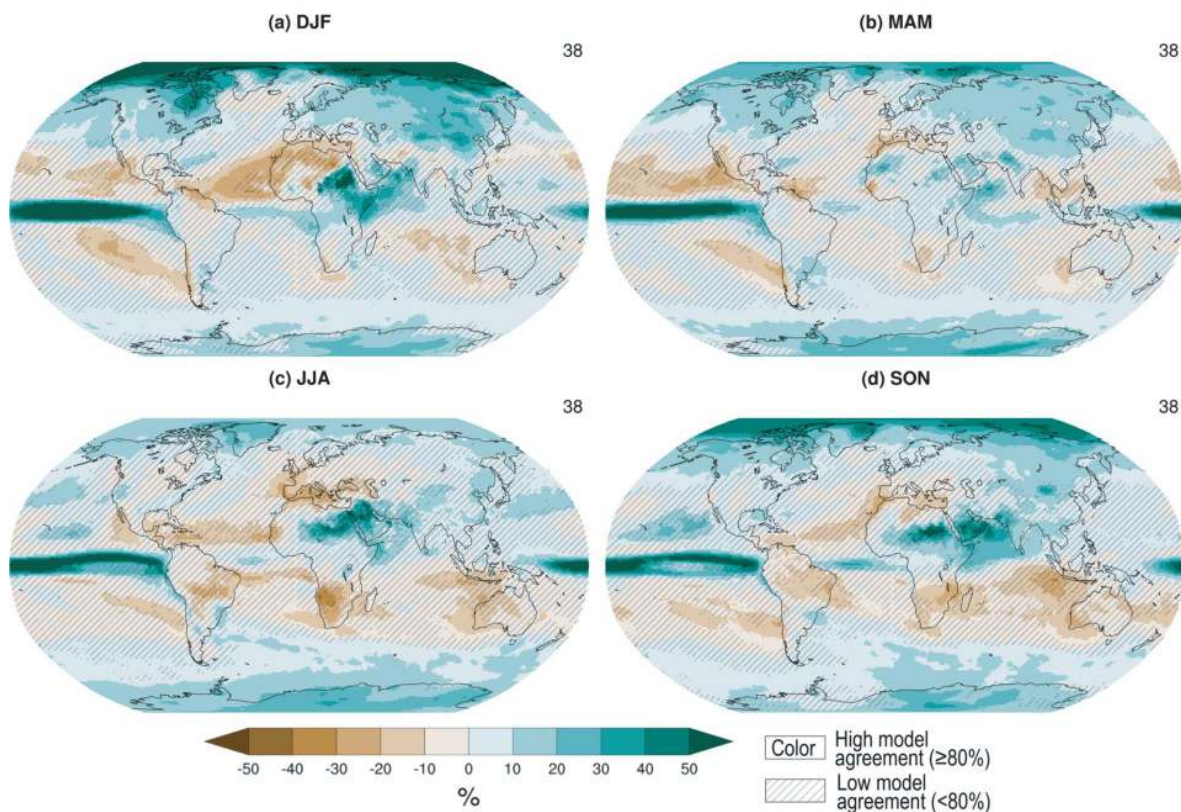 (a) DJF
38
(b) MAM
38
(c) JJA
38
(d) SON
38
-50 -40 -30 -20 -10 0 10 20 30 40 50
%
Color
High model
agreement (≥80%)
Low model
agreement (<80%)